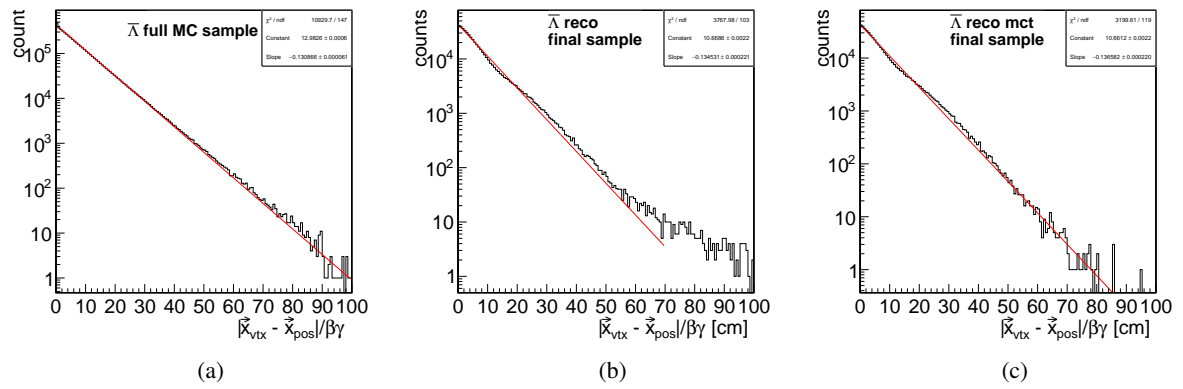 Λ̅ full MC sample
χ² / ndf 10929.7 / 147
Constant 12.9826 ± 0.0006
Slope −0.130866 ± 0.000061
count
10⁵
10⁴
10³
10²
10
1
0 10 20 30 40 50 60 70 80 90 100
|x⃗vtx - x⃗pos|/βγ
(a)
Λ̅ reco
final sample
χ² / ndf 3767.98 / 103
Constant 10.6686 ± 0.0022
Slope −0.134531 ± 0.000221
counts
10⁴
10³
10²
10
1
0 10 20 30 40 50 60 70 80 90 100
|x⃗vtx - x⃗pos|/βγ [cm]
(b)
Λ̅ reco mct
final sample
χ² / ndf 3199.61 / 119
Constant 10.6612 ± 0.0022
Slope −0.136582 ± 0.000220
counts
10⁴
10³
10²
10
1
0 10 20 30 40 50 60 70 80 90 100
|x⃗vtx - x⃗pos|/βγ [cm]
(c)